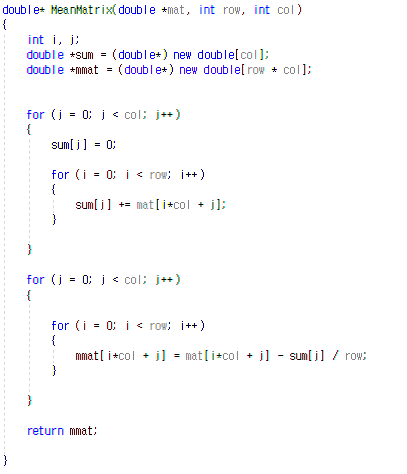 double* MeanMatrix(double *mat, int row, int col)
{
    int i, j;
    double *sum = (double*) new double[col];
    double *mmat = (double*) new double[row * col];
    for (j = 0; j < col; j++)
    {
        sum[j] = 0;
        for (i = 0; i < row; i++)
        {
            sum[j] += mat[i*col + j];
        }
    }
    for (j = 0; j < col; j++)
    {
        for (i = 0; i < row; i++)
        {
            mmat[i*col + j] = mat[i*col + j] - sum[j] / row;
        }
    }
    return mmat;
}